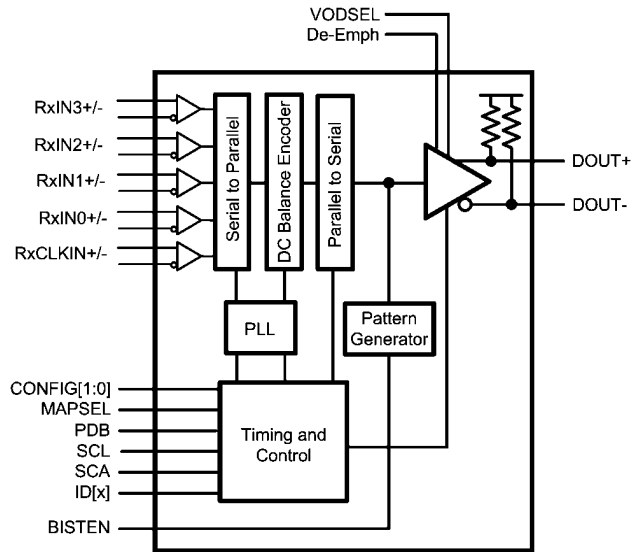 VODSEL
De-Emph
RxIN3+/-
RxIN2+/-
RxIN1+/-
RxIN0+/-
RxCLKIN+/-
Serial to Parallel
DC Balance Encoder
Parallel to Serial
DOUT+
DOUT-
PLL
Pattern
Generator
CONFIG[1:0]
MAPSEL
PDB
SCL
SCA
ID[x]
BISTEN
Timing and
Control